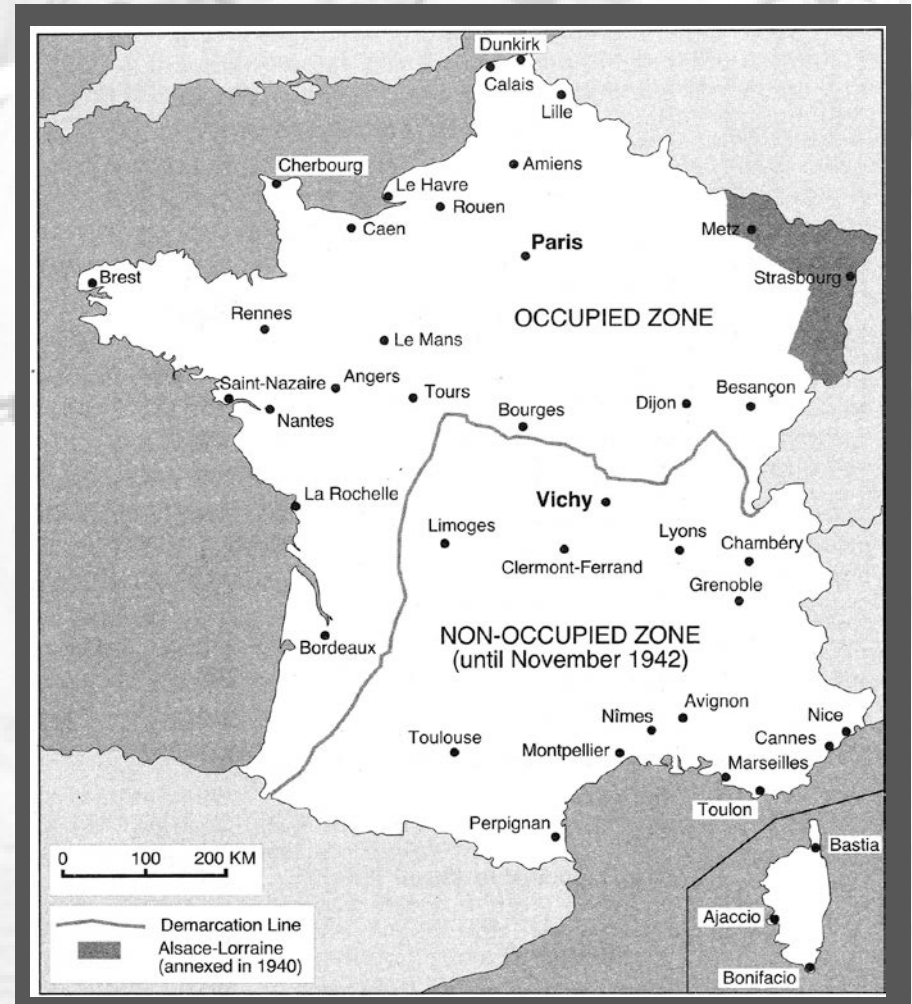 Dunkirk
Calais
Lille
Amiens
Cherbourg
Le Havre
Rouen
Caen
Metz
Paris
Strasbourg
Brest
Rennes
OCCUPIED ZONE
Le Mans
Saint-Nazaire
Angers
Tours
Nantes
Bourges
Dijon
Besançon
La Rochelle
Vichy
Limoges
Lyons
Clermont-Ferrand
Chambéry
Grenoble
Bordeaux
NON-OCCUPIED ZONE
(until November 1942)
Avignon
Nîmes
Nice
Toulouse
Montpellier
Cannes
Marseilles
Toulon
Perpignan
Bastia
Ajaccio
Bonifacio
0 100 200 KM
Demarcation Line
Alsace-Lorraine
(annexed in 1940)